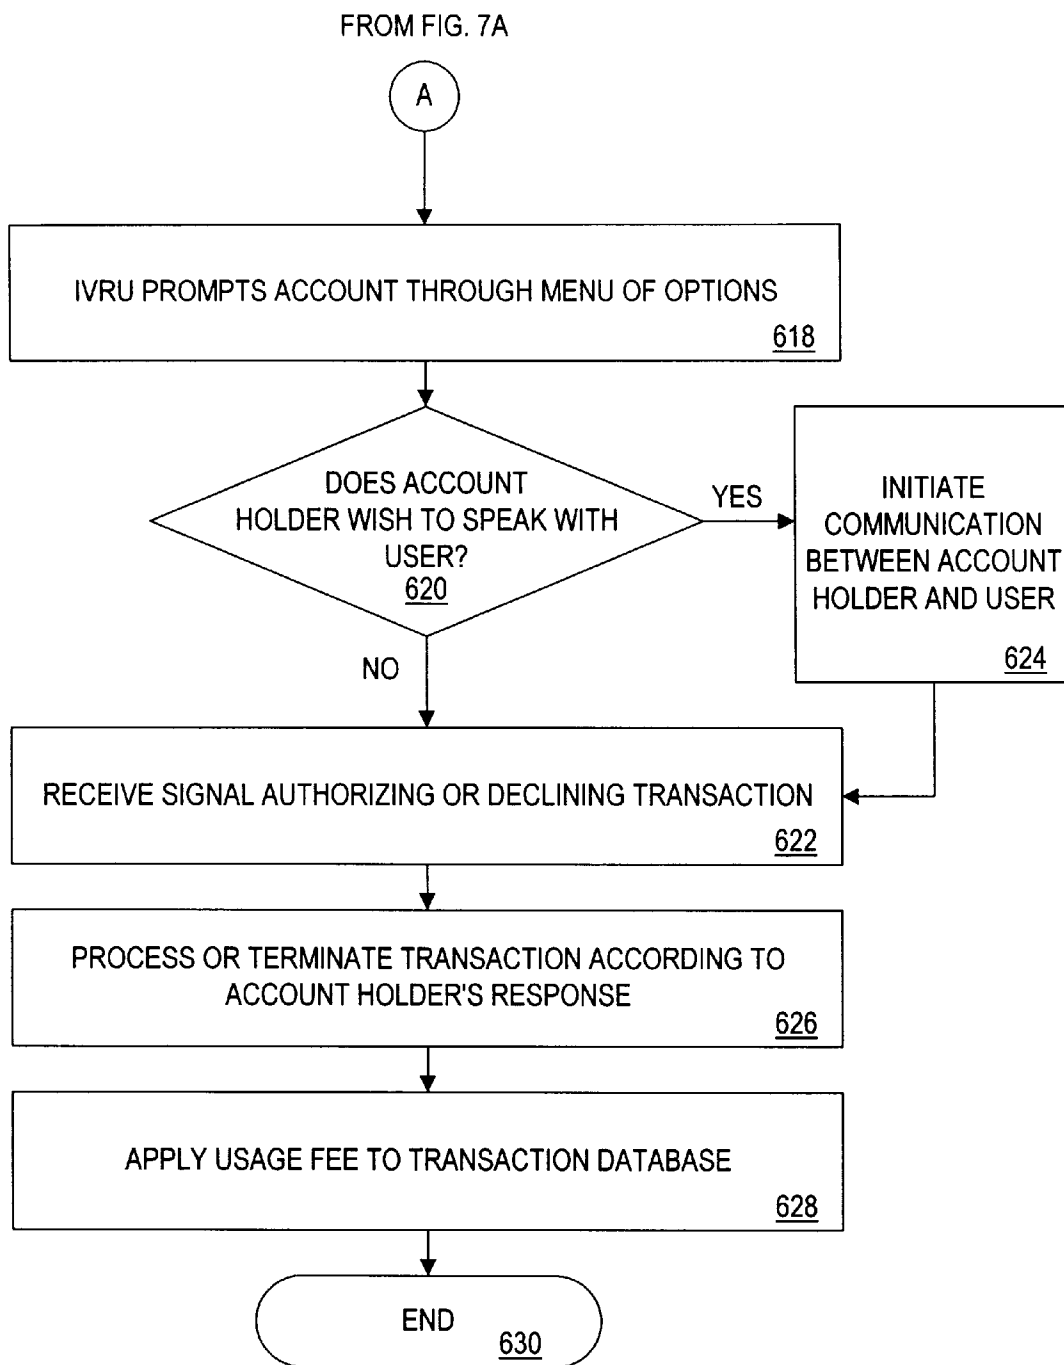 FROM FIG. 7A
A
IVRU PROMPTS ACCOUNT THROUGH MENU OF OPTIONS
618
DOES ACCOUNT
HOLDER WISH TO SPEAK WITH
USER?
620
YES
INITIATE
COMMUNICATION
BETWEEN ACCOUNT
HOLDER AND USER
624
NO
RECEIVE SIGNAL AUTHORIZING OR DECLINING TRANSACTION
622
PROCESS OR TERMINATE TRANSACTION ACCORDING TO
ACCOUNT HOLDER'S RESPONSE
626
APPLY USAGE FEE TO TRANSACTION DATABASE
628
END
630